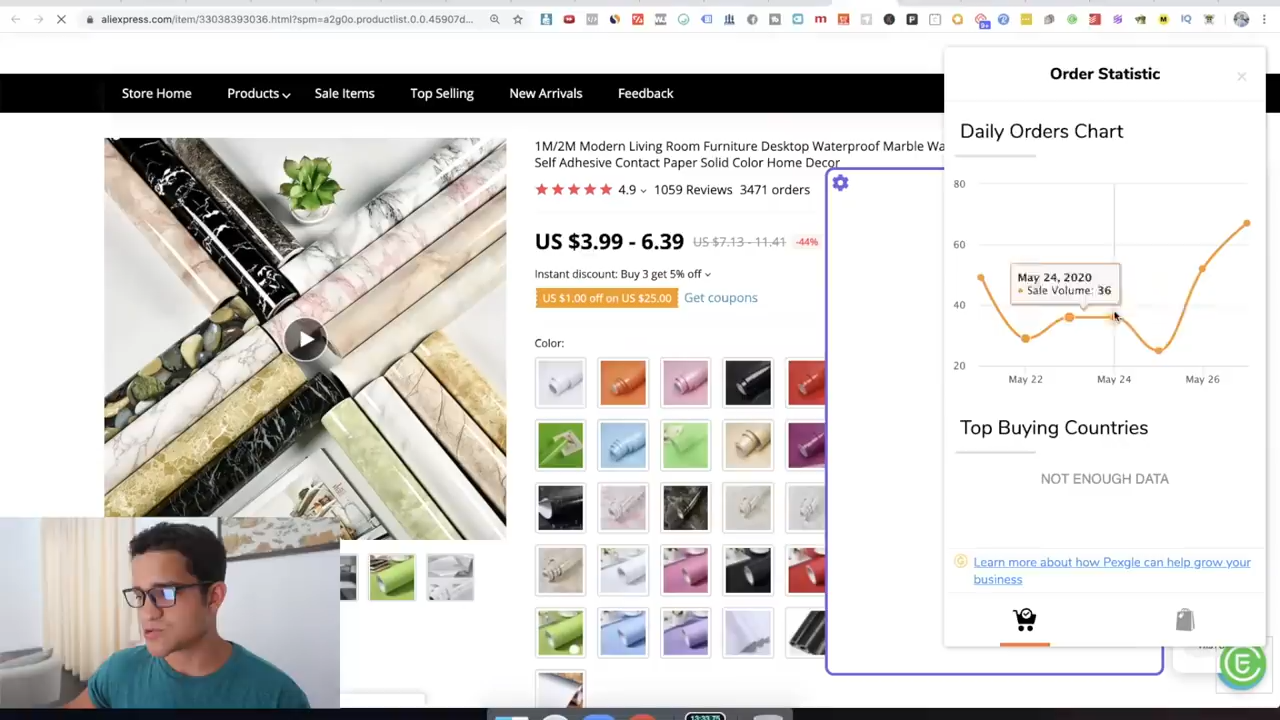 aliexpress.com/item/33038393036.html?spm=a2g0o.productlist.0.0.45907d...
Store Home
Products
Sale Items
Top Selling
New Arrivals
Feedback
1M/2M Modern Living Room Furniture Desktop Waterproof Marble Wa
Self Adhesive Contact Paper Solid Color Home Decor
4.9
1059 Reviews
3471 orders
US $3.99 - 6.39
US $7.13 - 11.41
-44%
Instant discount: Buy 3 get 5% off
US $1.00 off on US $25.00
Get coupons
Color:
Order Statistic
Daily Orders Chart
80
60
40
20
May 24, 2020
Sale Volume: 36
May 22
May 24
May 26
Top Buying Countries
NOT ENOUGH DATA
Learn more about how Pexgle can help grow your
business